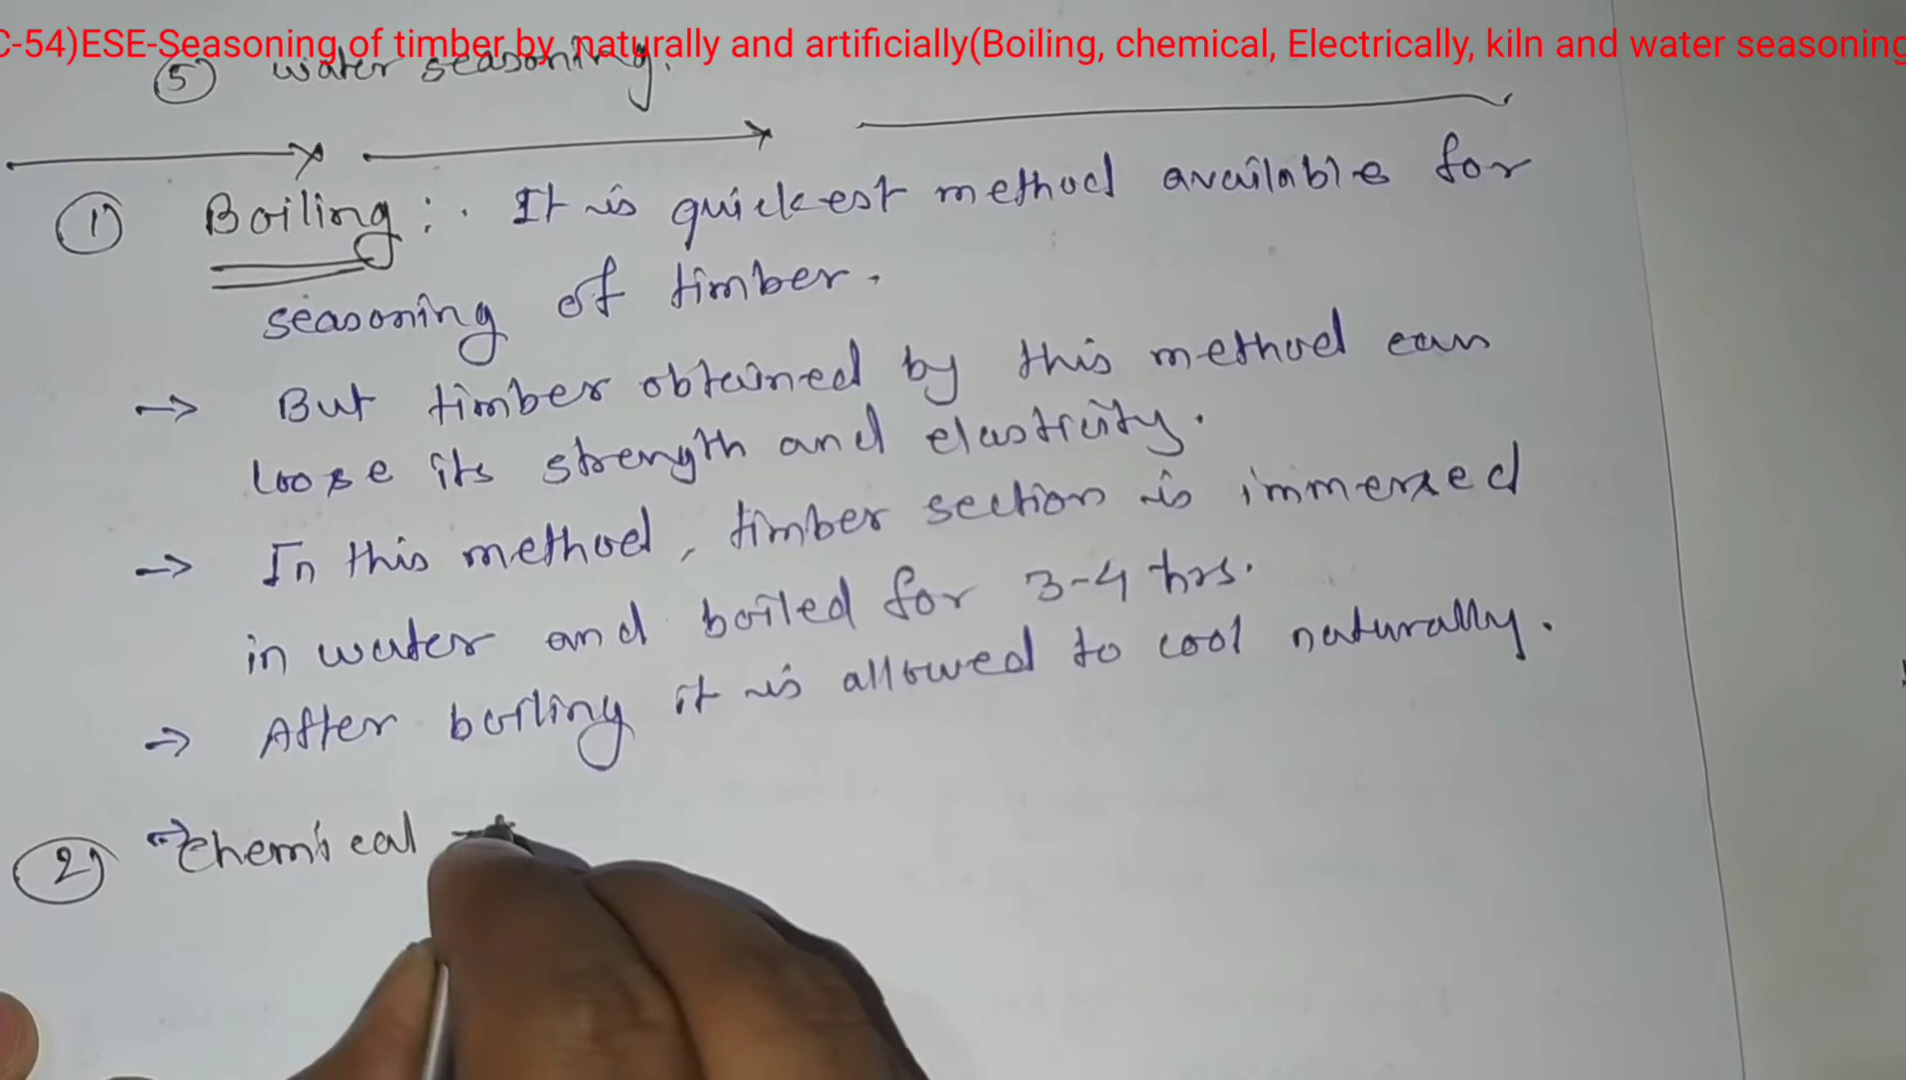 C-54)ESE-Seasoning of timber by naturally and artificially(Boiling, chemical, Electrically, kiln and water seasoning
5 water seasoning.
1 Boiling :. It is quickest method available for
seasoning of timber.
→ But timber obtained by this method can
loose its strength and elasticity.
→ In this method, timber section is immersed
in water and boiled for 3-4 hrs.
→ After boiling it is allowed to cool naturally.
2 → chemical